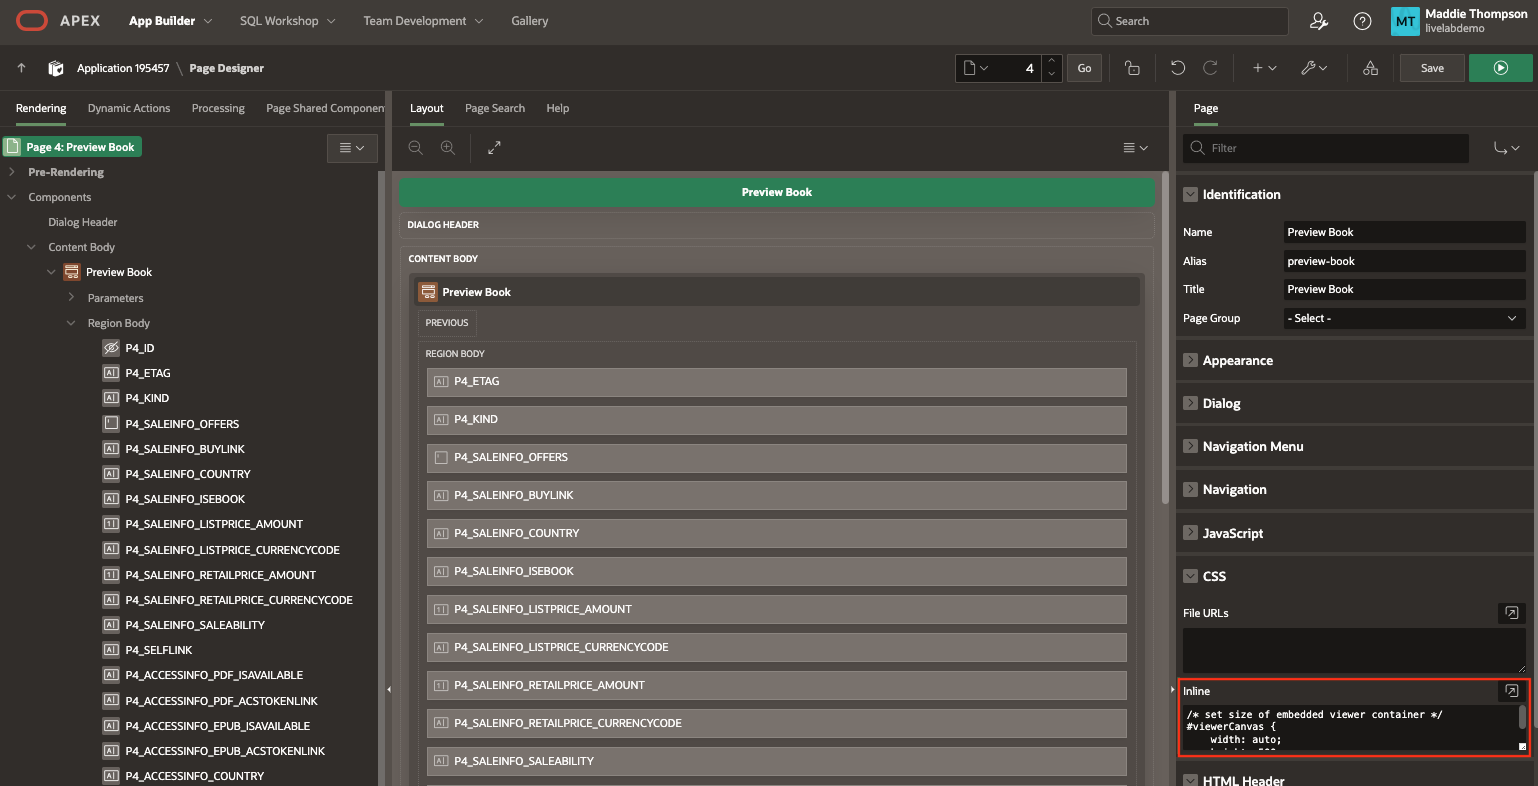 APEX App Builder SQL Workshop Team Development Gallery Search MT Maddie Thompson
livelabdemo
Application 195457 \ Page Designer 4 Go Save
Rendering Dynamic Actions Processing Page Shared Componen
Page 4: Preview Book
Pre-Rendering
Components
Dialog Header
Content Body
Preview Book
Parameters
Region Body
P4_ID
P4_ETAG
P4_KIND
P4_SALEINFO_OFFERS
P4_SALEINFO_BUYLINK
P4_SALEINFO_COUNTRY
P4_SALEINFO_ISEBOOK
P4_SALEINFO_LISTPRICE_AMOUNT
P4_SALEINFO_LISTPRICE_CURRENCYCODE
P4_SALEINFO_RETAILPRICE_AMOUNT
P4_SALEINFO_RETAILPRICE_CURRENCYCODE
P4_SALEINFO_SALEABILITY
P4_SELFLINK
P4_ACCESSINFO_PDF_ISAVAILABLE
P4_ACCESSINFO_PDF_ACSTOKENLINK
P4_ACCESSINFO_EPUB_ISAVAILABLE
P4_ACCESSINFO_EPUB_ACSTOKENLINK
P4_ACCESSINFO_COUNTRY
Layout Page Search Help
Preview Book
DIALOG HEADER
CONTENT BODY
Preview Book
PREVIOUS
REGION BODY
P4_ETAG
P4_KIND
P4_SALEINFO_OFFERS
P4_SALEINFO_BUYLINK
P4_SALEINFO_COUNTRY
P4_SALEINFO_ISEBOOK
P4_SALEINFO_LISTPRICE_AMOUNT
P4_SALEINFO_LISTPRICE_CURRENCYCODE
P4_SALEINFO_RETAILPRICE_AMOUNT
P4_SALEINFO_RETAILPRICE_CURRENCYCODE
P4_SALEINFO_SALEABILITY
Page
Filter
Identification
Name Preview Book
Alias preview-book
Title Preview Book
Page Group - Select -
Appearance
Dialog
Navigation Menu
Navigation
JavaScript
CSS
File URLs
Inline
/* set size of embedded viewer container */
#viewerCanvas {
width: auto;
HTML Header